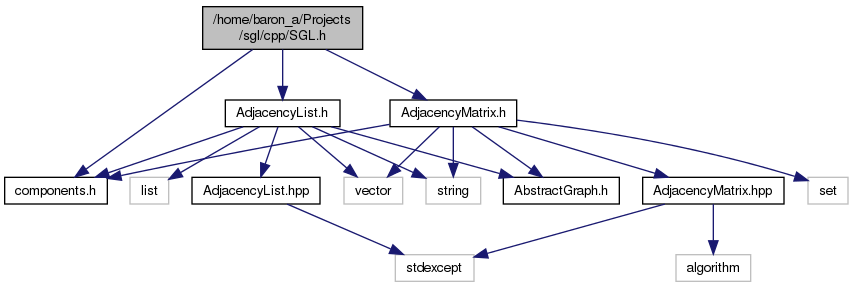 /home/baron_a/Projects
/sgl/cpp/SGL.h
AdjacencyList.h
AdjacencyMatrix.h
components.h
list
AdjacencyList.hpp
vector
string
AbstractGraph.h
AdjacencyMatrix.hpp
set
stdexcept
algorithm